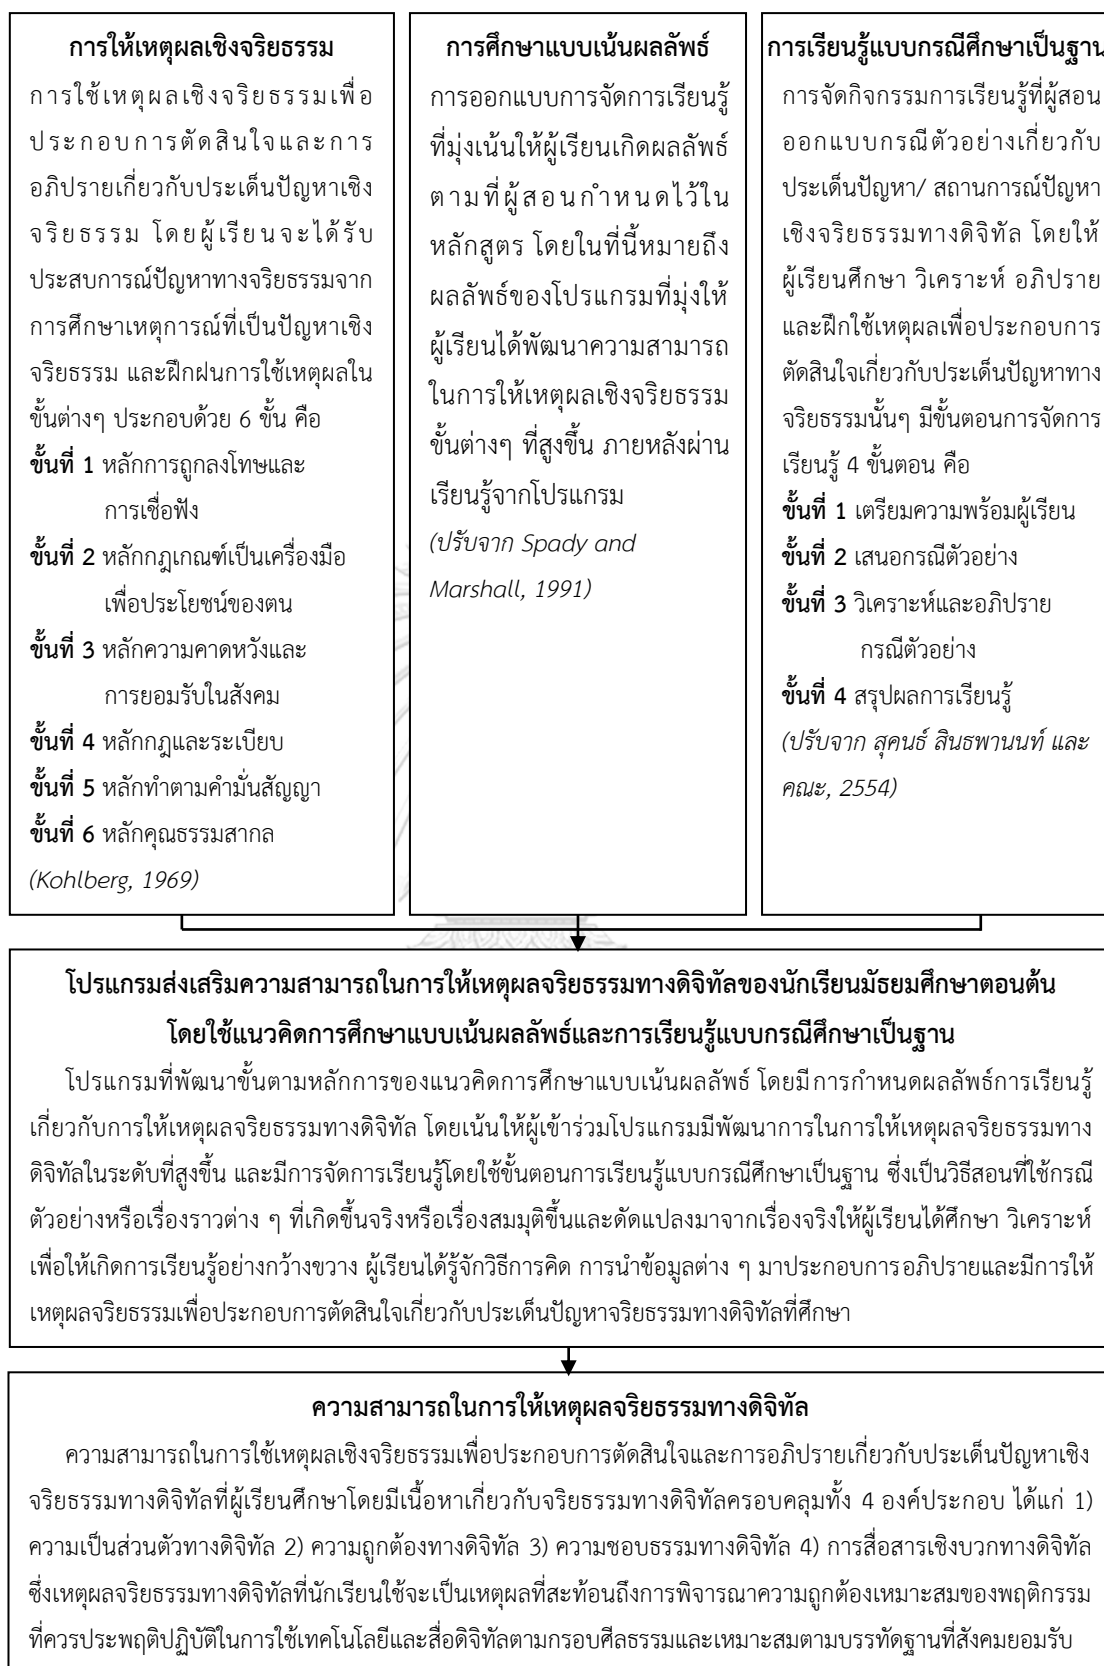 การให้เหตุผลเชิงจริยธรรม
การใช้เหตุผลเชิงจริยธรรมเพื่อ
ประกอบการตัดสินใจและการ
อภิปรายเกี่ยวกับประเด็นปัญหาเชิง
จริยธรรม โดยผู้เรียนจะได้รับ
ประสบการณ์ปัญหาทางจริยธรรมจาก
การศึกษาเหตุการณ์ที่เป็นปัญหาเชิง
จริยธรรม และฝึกฝนการใช้เหตุผลใน
ขั้นต่างๆ ประกอบด้วย 6 ขั้น คือ
ขั้นที่ 1 หลักการถูกลงโทษและ
การเชื่อฟัง
ขั้นที่ 2 หลักกฎเกณฑ์เป็นเครื่องมือ
เพื่อประโยชน์ของตน
ขั้นที่ 3 หลักความคาดหวังและ
การยอมรับในสังคม
ขั้นที่ 4 หลักกฎและระเบียบ
ขั้นที่ 5 หลักทำตามคำมั่นสัญญา
ขั้นที่ 6 หลักคุณธรรมสากล
(Kohlberg, 1969)
การศึกษาแบบเน้นผลลัพธ์
การออกแบบการจัดการเรียนรู้
ที่มุ่งเน้นให้ผู้เรียนเกิดผลลัพธ์
ตามที่ผู้สอนกำหนดไว้ใน
หลักสูตร โดยในที่นี้หมายถึง
ผลลัพธ์ของโปรแกรมที่มุ่งให้
ผู้เรียนได้พัฒนาความสามารถ
ในการให้เหตุผลเชิงจริยธรรม
ขั้นต่างๆ ที่สูงขึ้น ภายหลังผ่าน
เรียนรู้จากโปรแกรม
(ปรับจาก Spady and
Marshall, 1991)
การเรียนรู้แบบกรณีศึกษาเป็นฐาน
การจัดกิจกรรมการเรียนรู้ที่ผู้สอน
ออกแบบกรณีตัวอย่างเกี่ยวกับ
ประเด็นปัญหา/ สถานการณ์ปัญหา
เชิงจริยธรรมทางดิจิทัล โดยให้
ผู้เรียนศึกษา วิเคราะห์ อภิปราย
และฝึกใช้เหตุผลเพื่อประกอบการ
ตัดสินใจเกี่ยวกับประเด็นปัญหาทาง
จริยธรรมนั้นๆ มีขั้นตอนการจัดการ
เรียนรู้ 4 ขั้นตอน คือ
ขั้นที่ 1 เตรียมความพร้อมผู้เรียน
ขั้นที่ 2 เสนอกรณีตัวอย่าง
ขั้นที่ 3 วิเคราะห์และอภิปราย
กรณีตัวอย่าง
ขั้นที่ 4 สรุปผลการเรียนรู้
(ปรับจาก สุคนธ์ สินธพานนท์ และ
คณะ, 2554)
โปรแกรมส่งเสริมความสามารถในการให้เหตุผลจริยธรรมทางดิจิทัลของนักเรียนมัธยมศึกษาตอนต้น
โดยใช้แนวคิดการศึกษาแบบเน้นผลลัพธ์และการเรียนรู้แบบกรณีศึกษาเป็นฐาน
โปรแกรมที่พัฒนาขึ้นตามหลักการของแนวคิดการศึกษาแบบเน้นผลลัพธ์ โดยมีการกำหนดผลลัพธ์การเรียนรู้
เกี่ยวกับการให้เหตุผลจริยธรรมทางดิจิทัล โดยเน้นให้ผู้เข้าร่วมโปรแกรมมีพัฒนาการในการให้เหตุผลจริยธรรมทาง
ดิจิทัลในระดับที่สูงขึ้น และมีการจัดการเรียนรู้โดยใช้ขั้นตอนการเรียนรู้แบบกรณีศึกษาเป็นฐาน ซึ่งเป็นวิธีสอนที่ใช้กรณี
ตัวอย่างหรือเรื่องราวต่าง ๆ ที่เกิดขึ้นจริงหรือเรื่องสมมุติขึ้นและดัดแปลงมาจากเรื่องจริงให้ผู้เรียนได้ศึกษา วิเคราะห์
เพื่อให้เกิดการเรียนรู้อย่างกว้างขวาง ผู้เรียนได้รู้จักวิธีการคิด การนำข้อมูลต่าง ๆ มาประกอบการอภิปรายและมีการให้
เหตุผลจริยธรรมเพื่อประกอบการตัดสินใจเกี่ยวกับประเด็นปัญหาจริยธรรมทางดิจิทัลที่ศึกษา
ความสามารถในการให้เหตุผลจริยธรรมทางดิจิทัล
ความสามารถในการใช้เหตุผลเชิงจริยธรรมเพื่อประกอบการตัดสินใจและการอภิปรายเกี่ยวกับประเด็นปัญหาเชิง
จริยธรรมทางดิจิทัลที่ผู้เรียนศึกษาโดยมีเนื้อหาเกี่ยวกับจริยธรรมทางดิจิทัลครอบคลุมทั้ง 4 องค์ประกอบ ได้แก่ 1)
ความเป็นส่วนตัวทางดิจิทัล 2) ความถูกต้องทางดิจิทัล 3) ความชอบธรรมทางดิจิทัล 4) การสื่อสารเชิงบวกทางดิจิทัล
ซึ่งเหตุผลจริยธรรมทางดิจิทัลที่นักเรียนใช้จะเป็นเหตุผลที่สะท้อนถึงการพิจารณาความถูกต้องเหมาะสมของพฤติกรรม
ที่ควรประพฤติปฏิบัติในการใช้เทคโนโลยีและสื่อดิจิทัลตามกรอบศีลธรรมและเหมาะสมตามบรรทัดฐานที่สังคมยอมรับ